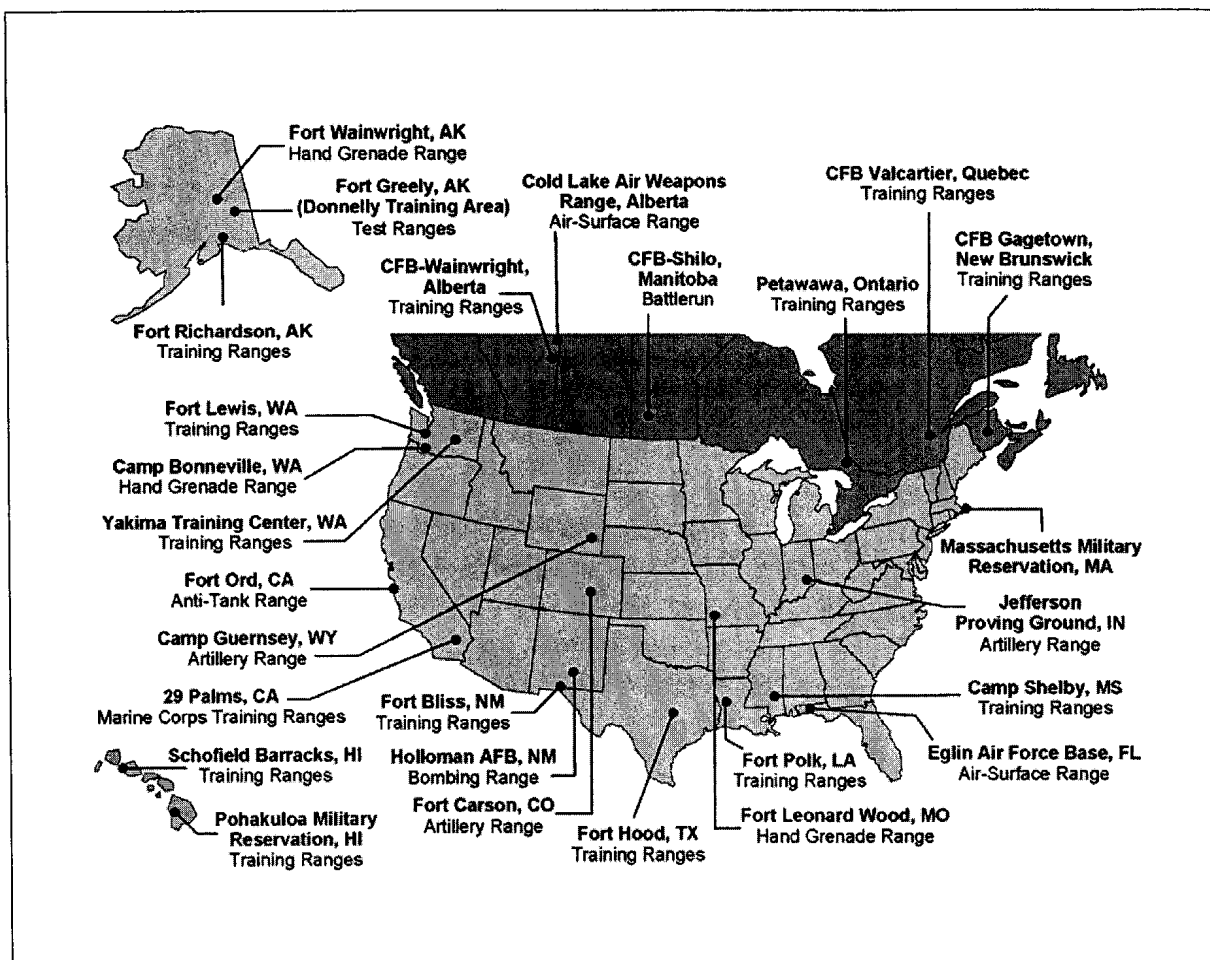 Fort Wainwright, AK
Hand Grenade Range
Fort Greely, AK
(Donnelly Training Area)
Test Ranges
Fort Richardson, AK
Training Ranges
CFB-Wainwright,
Alberta
Training Ranges
Cold Lake Air Weapons
Range, Alberta
Air-Surface Range
CFB-Shilo,
Manitoba
Battlerun
Petawawa, Ontario
Training Ranges
CFB Valcartier, Quebec
Training Ranges
CFB Gagetown,
New Brunswick
Training Ranges
Fort Lewis, WA
Training Ranges
Camp Bonneville, WA
Hand Grenade Range
Yakima Training Center, WA
Training Ranges
Fort Ord, CA
Anti-Tank Range
Camp Guernsey, WY
Artillery Range
29 Palms, CA
Marine Corps Training Ranges
Schofield Barracks, HI
Training Ranges
Pohakuloa Military
Reservation, HI
Training Ranges
Fort Bliss, NM
Training Ranges
Holloman AFB, NM
Bombing Range
Fort Carson, CO
Artillery Range
Fort Hood, TX
Training Ranges
Fort Polk, LA
Training Ranges
Fort Leonard Wood, MO
Hand Grenade Range
Massachusetts Military
Reservation, MA
Jefferson
Proving Ground, IN
Artillery Range
Camp Shelby, MS
Training Ranges
Eglin Air Force Base, FL
Air-Surface Range